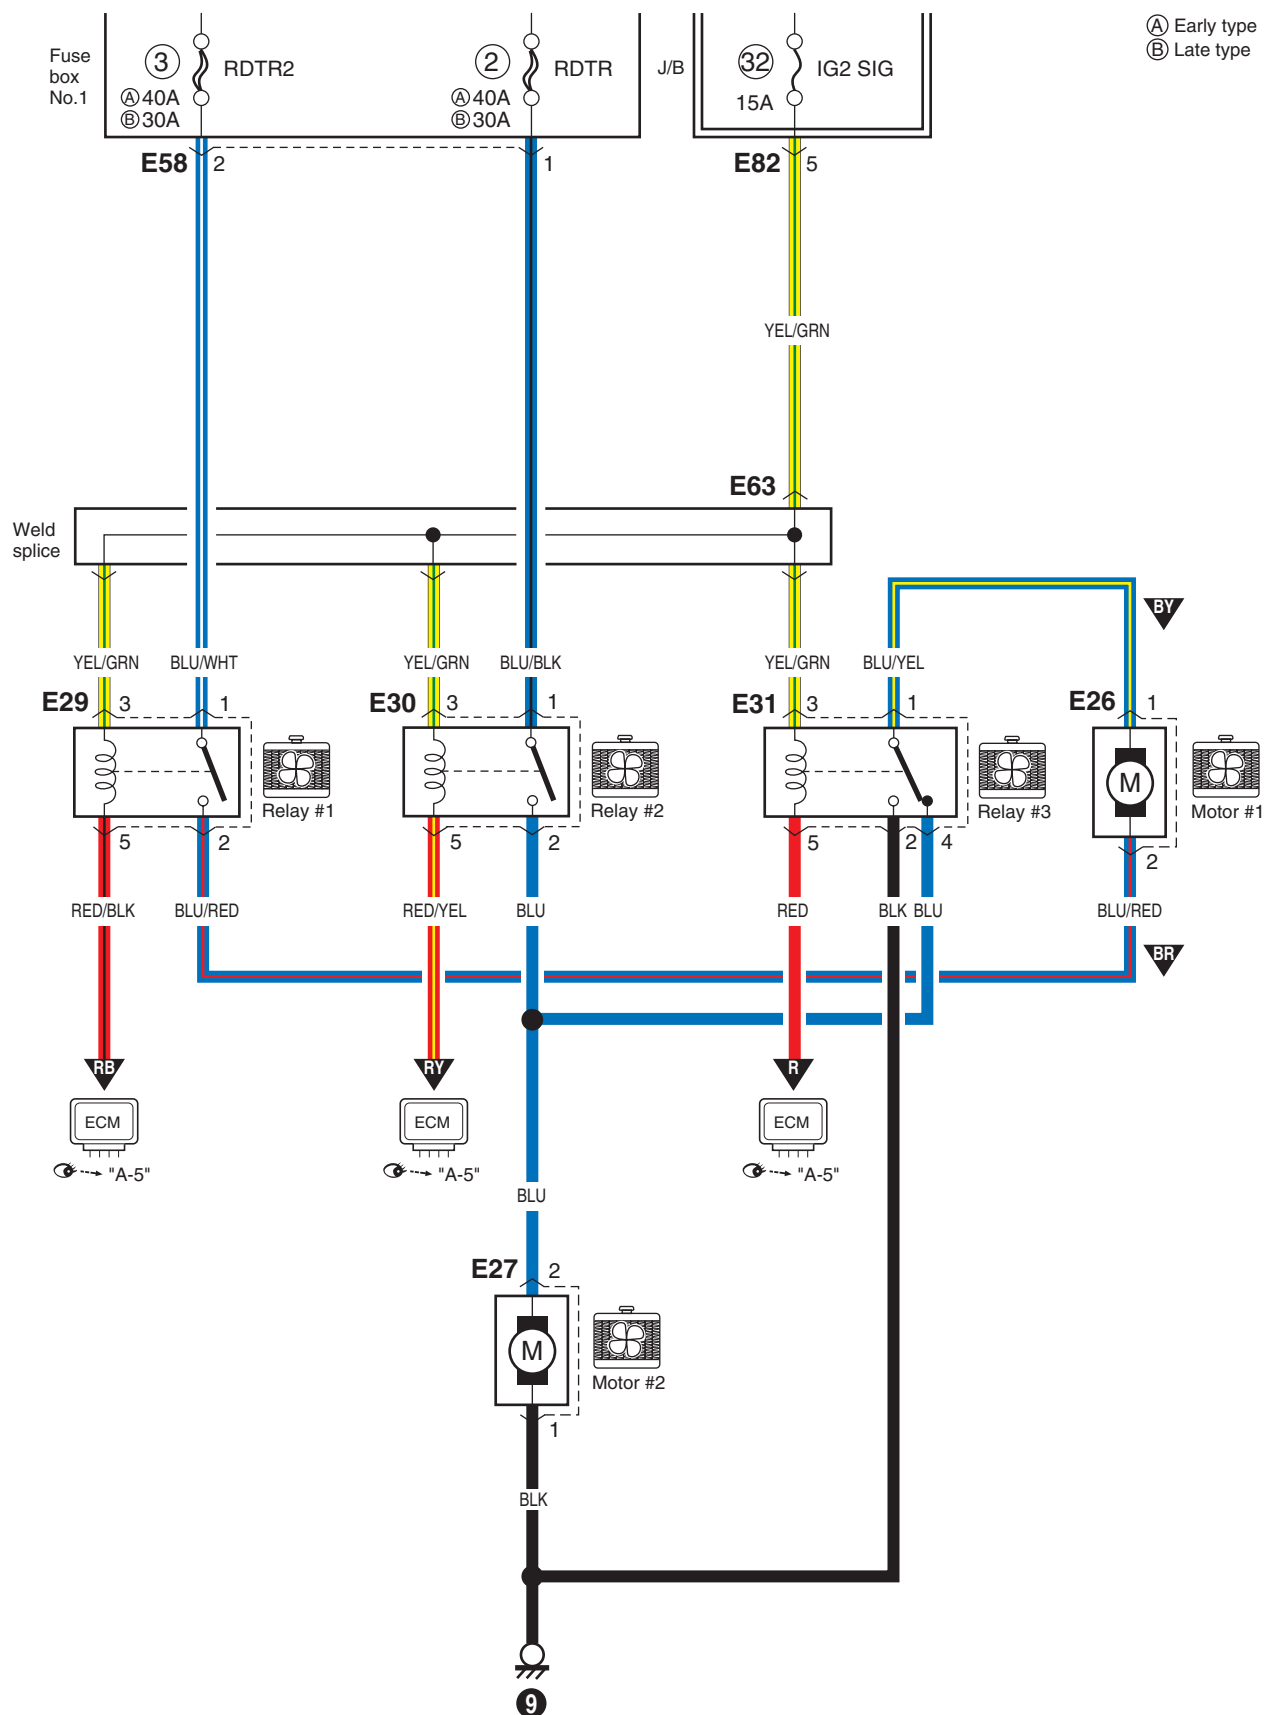 Ⓐ Early type
Ⓑ Late type
Fuse
box
No.1
3
RDTR2
Ⓐ 40A
Ⓑ 30A
2
RDTR
Ⓐ 40A
Ⓑ 30A
J/B
32
IG2 SIG
15A
E58 2
1
E82 5
YEL/GRN
E63
Weld
splice
BY
YEL/GRN BLU/WHT YEL/GRN BLU/BLK YEL/GRN BLU/YEL
E29 3 1 E30 3 1 E31 3 1 E26 1
M
Relay #1 Relay #2 Relay #3 Motor #1
5 2 5 2 5 2 4 2
RED/BLK BLU/RED RED/YEL BLU RED BLK BLU BLU/RED
BR
RB RY R
ECM ECM ECM
"A-5" "A-5" "A-5"
BLU
E27 2
M
Motor #2
1
BLK
9